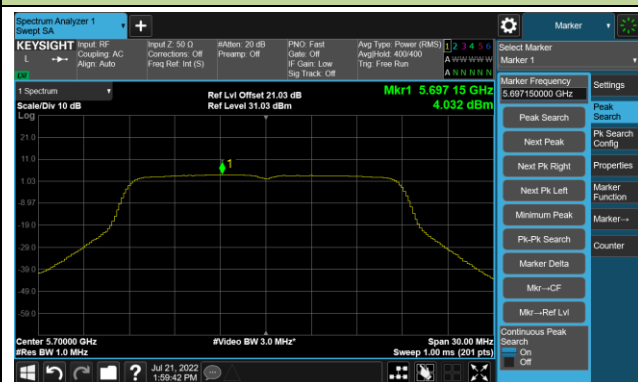 Spectrum Analyzer 1
Swept SA
Marker
KEYSIGHT
L
Input: RF
Coupling: AC
Align: Auto
Input Z: 50 Ω
Corrections: Off
Freq Ref: Int (S)
#Atten: 20 dB
Preamp: Off
PNO: Fast
Gate: Off
IF Gain: Low
Sig Track: Off
Avg Type: Power (RMS)
Avg|Hold: 400/400
Trig: Free Run
1 2 3 4 5 6
A W W W W W
A N N N N N
1 Spectrum
Scale/Div 10 dB
Log
Ref Lvl Offset 21.03 dB
Ref Level 31.03 dBm
Mkr1 5.697 15 GHz
4.032 dBm
21.0
11.0
1.03
-8.97
-19.0
-29.0
-39.0
-49.0
-59.0
1
Center 5.70000 GHz
#Res BW 1.0 MHz
#Video BW 3.0 MHz*
Span 30.00 MHz
Sweep 1.00 ms (201 pts)
Jul 21, 2022
1:59:42 PM
Select Marker
Marker 1
Marker Frequency
5.697150000 GHz
Peak Search
Next Peak
Next Pk Right
Next Pk Left
Minimum Peak
Pk-Pk Search
Marker Delta
Mkr→CF
Mkr→Ref Lvl
Continuous Peak
Search
On
Off
Settings
Peak
Search
Pk Search
Config
Properties
Marker
Function
Marker→
Counter